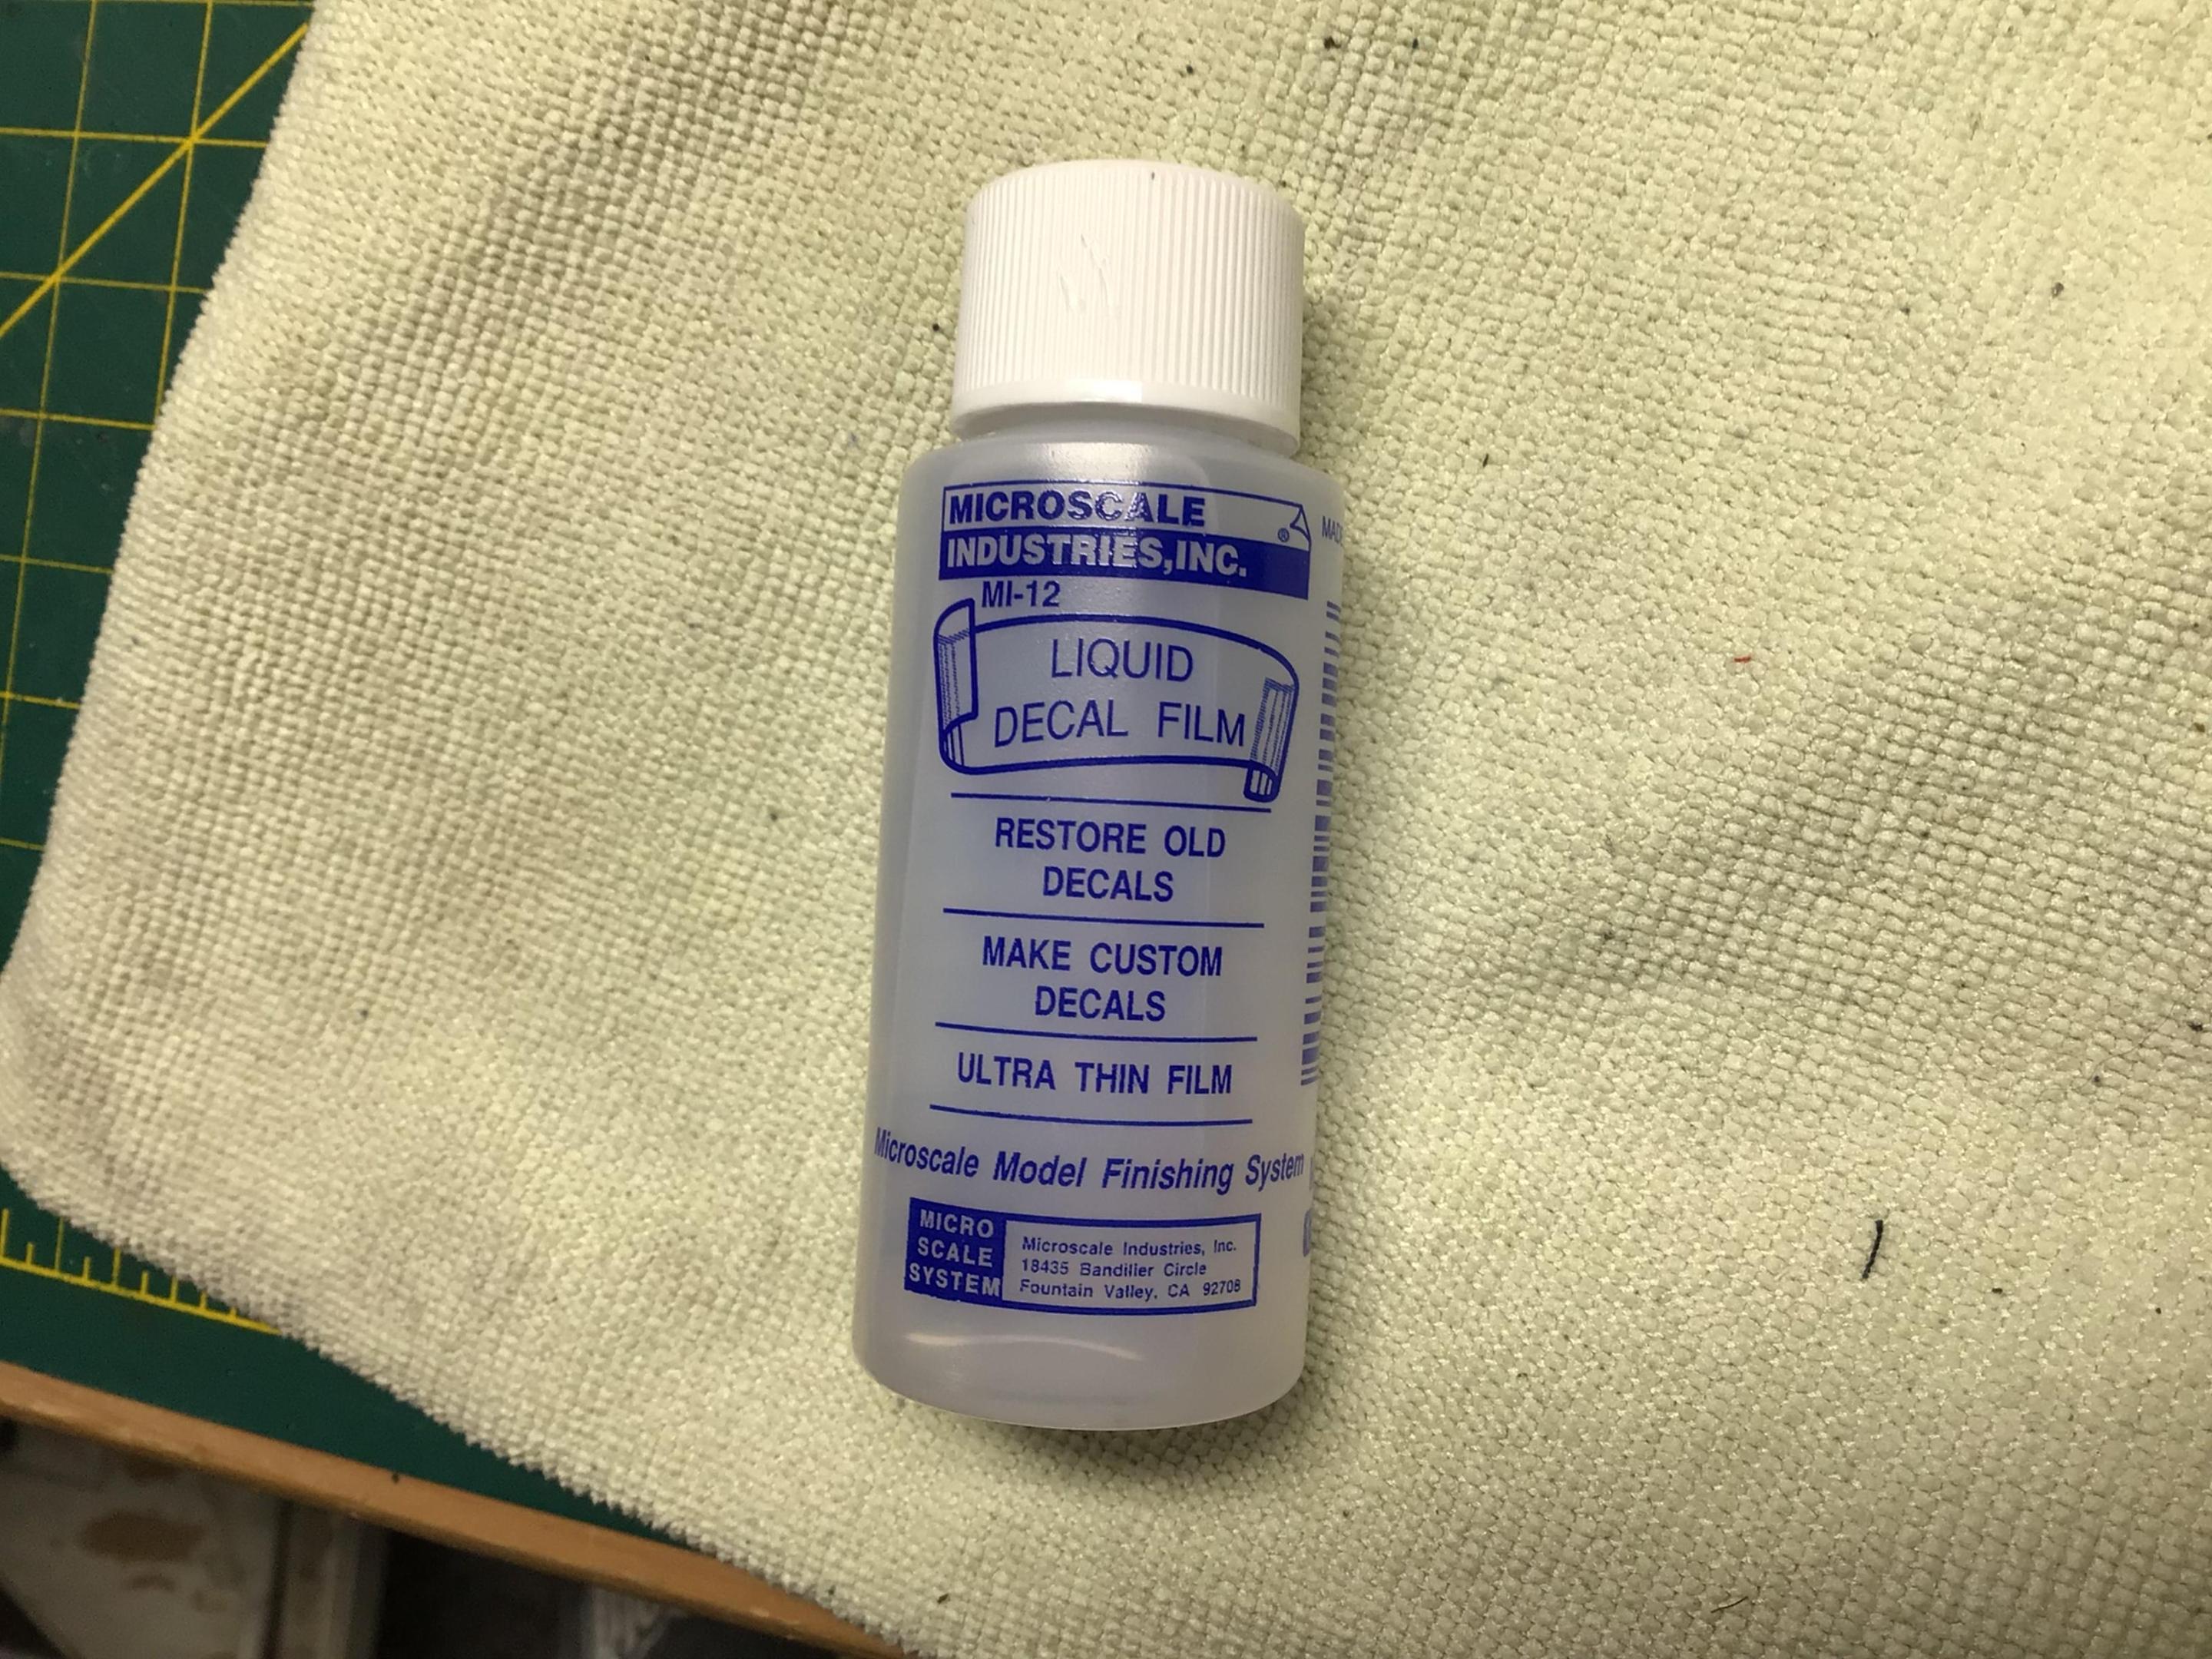 MICROSCALE
INDUSTRIES,INC.
®
MI-12
LIQUID
DECAL FILM
RESTORE OLD
DECALS
MAKE CUSTOM
DECALS
ULTRA THIN FILM
Microscale Model Finishing System
MICRO
SCALE
SYSTEM
Microscale Industries, Inc.
18435 Bandilier Circle
Fountain Valley, CA 92708